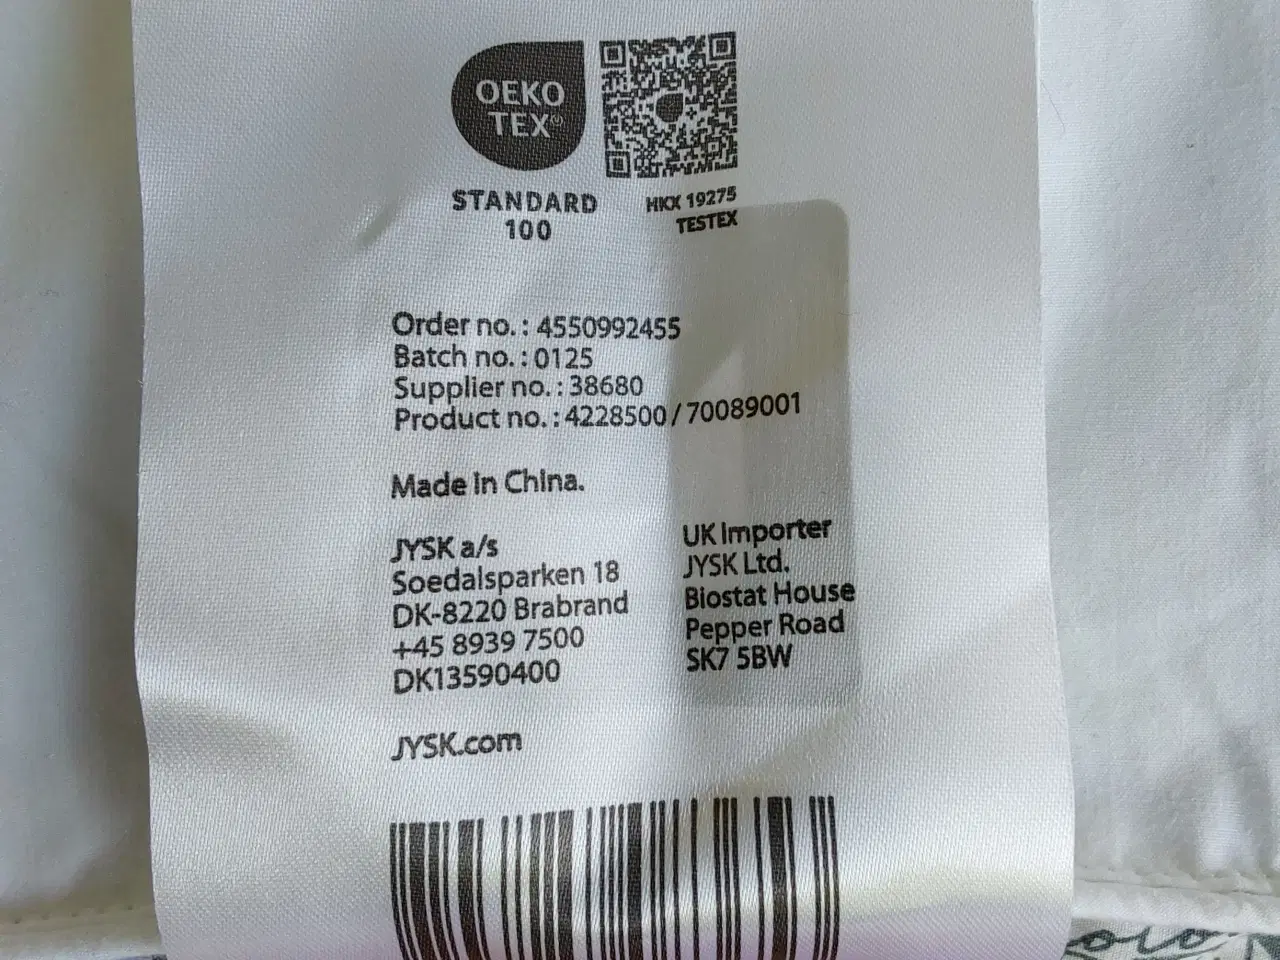 OEKO
TEX®
STANDARD
100
HKX 19275
TESTEX
Order no.: 4550992455
Batch no.: 0125
Supplier no.: 38680
Product no.: 4228500/70089001
Made in China.
JYSK a/s
Soedalsparken 18
DK-8220 Brabrand
+45 8939 7500
DK13590400
UK Importer
JYSK Ltd.
Biostat House
Pepper Road
SK7 5BW
JYSK.com